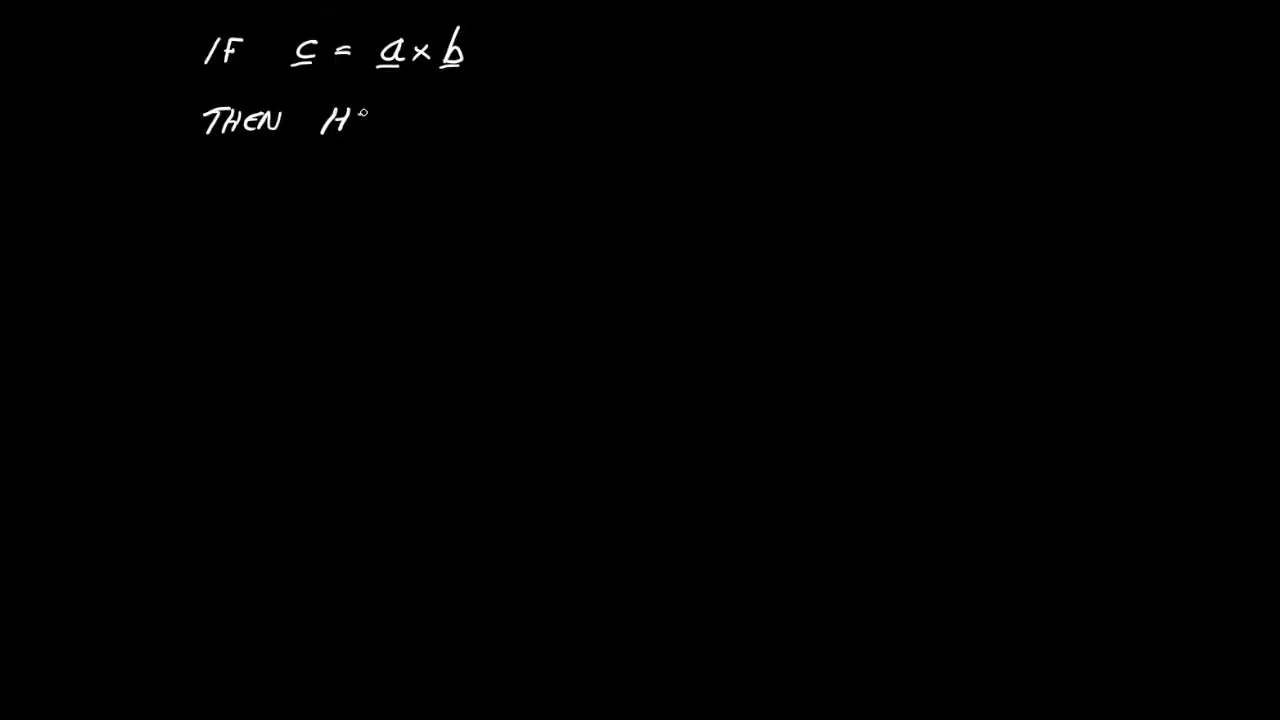 IF c = a × b
THEN H